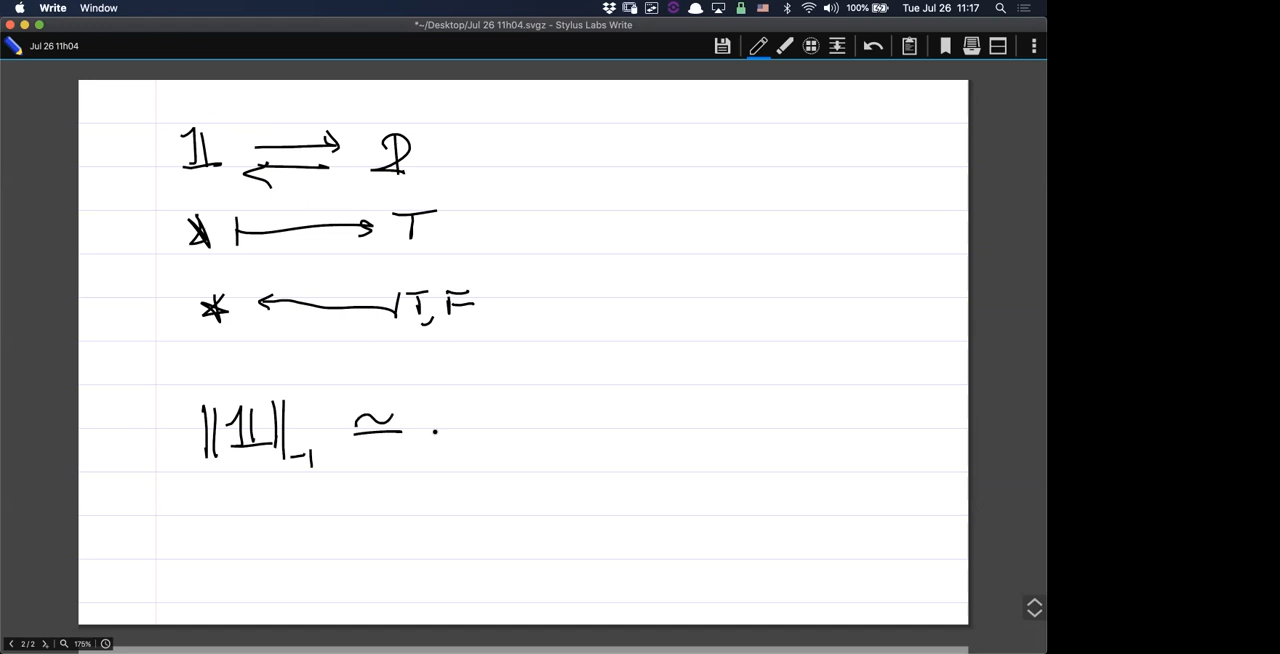 Write Window 100% Tue Jul 26 11:17
*~/Desktop/Jul 26 11h04.svgz - Stylus Labs Write
Jul 26 11h04
𝟙 ⇄ 𝟚
★ ↦ T
★ ↤ T, F
‖𝟙‖₋₁ ≃ .
2/2 175%